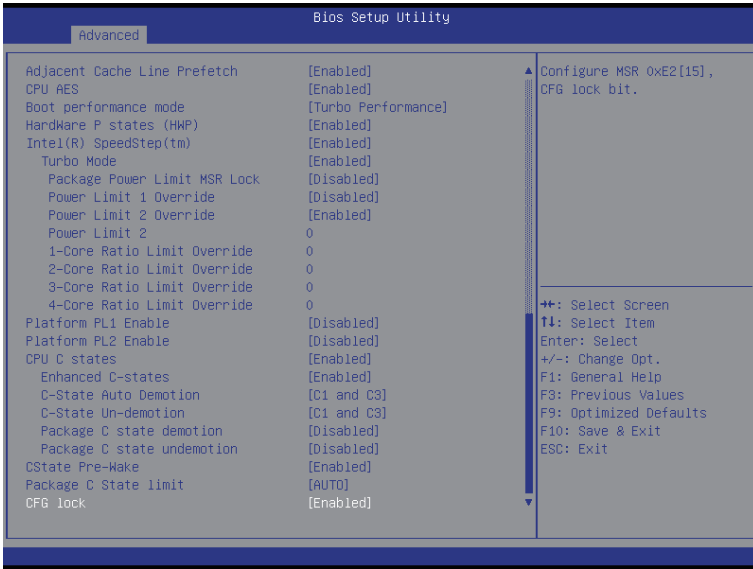 Bios Setup Utility
Advanced
Adjacent Cache Line Prefetch [Enabled]
CPU AES [Enabled]
Boot performance mode [Turbo Performance]
HardWare P states (HWP) [Enabled]
Intel(R) SpeedStep(tm) [Enabled]
Turbo Mode [Enabled]
Package Power Limit MSR Lock [Disabled]
Power Limit 1 Override [Disabled]
Power Limit 2 Override [Enabled]
Power Limit 2 0
1-Core Ratio Limit Override 0
2-Core Ratio Limit Override 0
3-Core Ratio Limit Override 0
4-Core Ratio Limit Override 0
Platform PL1 Enable [Disabled]
Platform PL2 Enable [Disabled]
CPU C states [Enabled]
Enhanced C-states [Enabled]
C-State Auto Demotion [C1 and C3]
C-State Un-demotion [C1 and C3]
Package C state demotion [Disabled]
Package C state undemotion [Disabled]
CState Pre-Wake [Enabled]
Package C State limit [AUTO]
CFG lock [Enabled]
Configure MSR 0xE2[15],
CFG lock bit.
→←: Select Screen
↑↓: Select Item
Enter: Select
+/-: Change Opt.
F1: General Help
F3: Previous Values
F9: Optimized Defaults
F10: Save & Exit
ESC: Exit